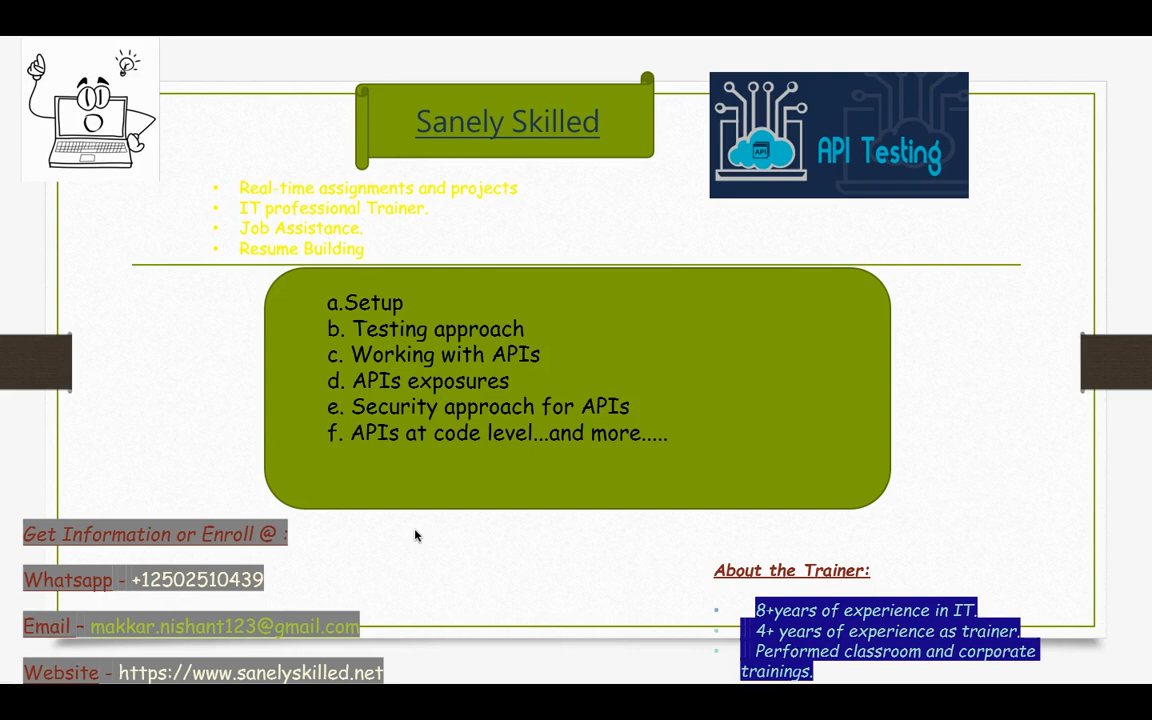 Sanely Skilled
API
API Testing
• Real-time assignments and projects
• IT professional Trainer.
• Job Assistance.
• Resume Building
a.Setup
b. Testing approach
c. Working with APIs
d. APIs exposures
e. Security approach for APIs
f. APIs at code level...and more.....
Get Information or Enroll @ :
Whatsapp - +12502510439
Email - makkar.nishant123@gmail.com
Website - https://www.sanelyskilled.net
About the Trainer:
• 8+years of experience in IT.
• 4+ years of experience as trainer.
• Performed classroom and corporate
trainings.